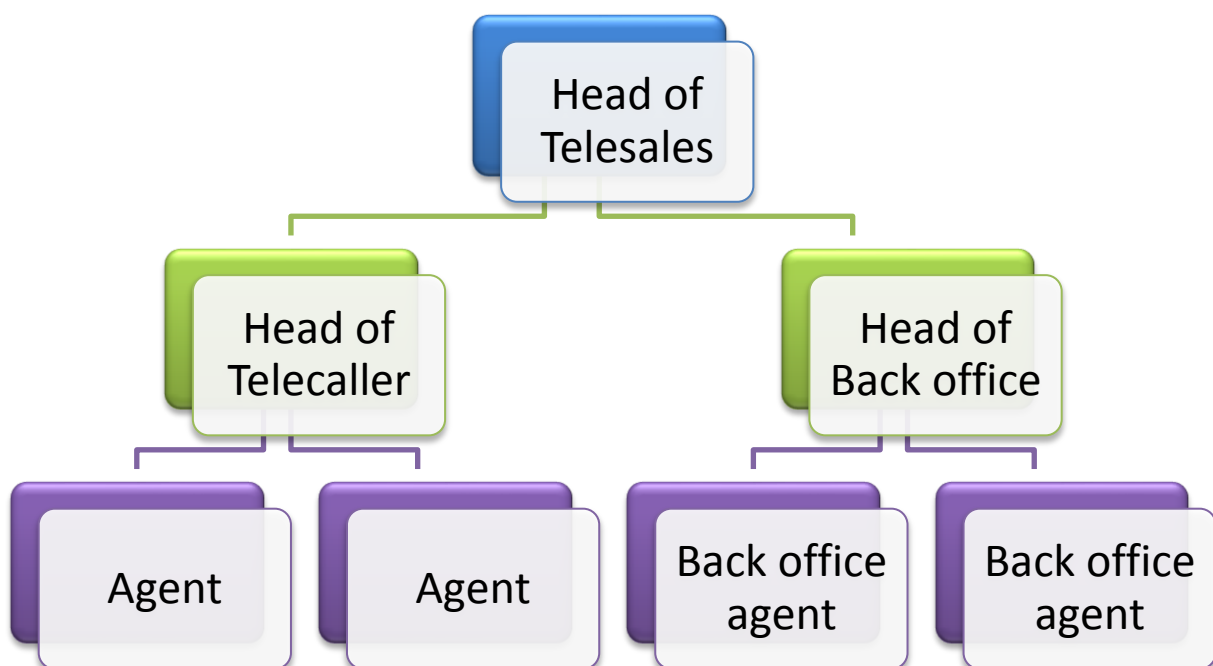 Head of
Telesales
Head of
Telecaller
Head of
Back office
Agent
Agent
Back office
agent
Back office
agent